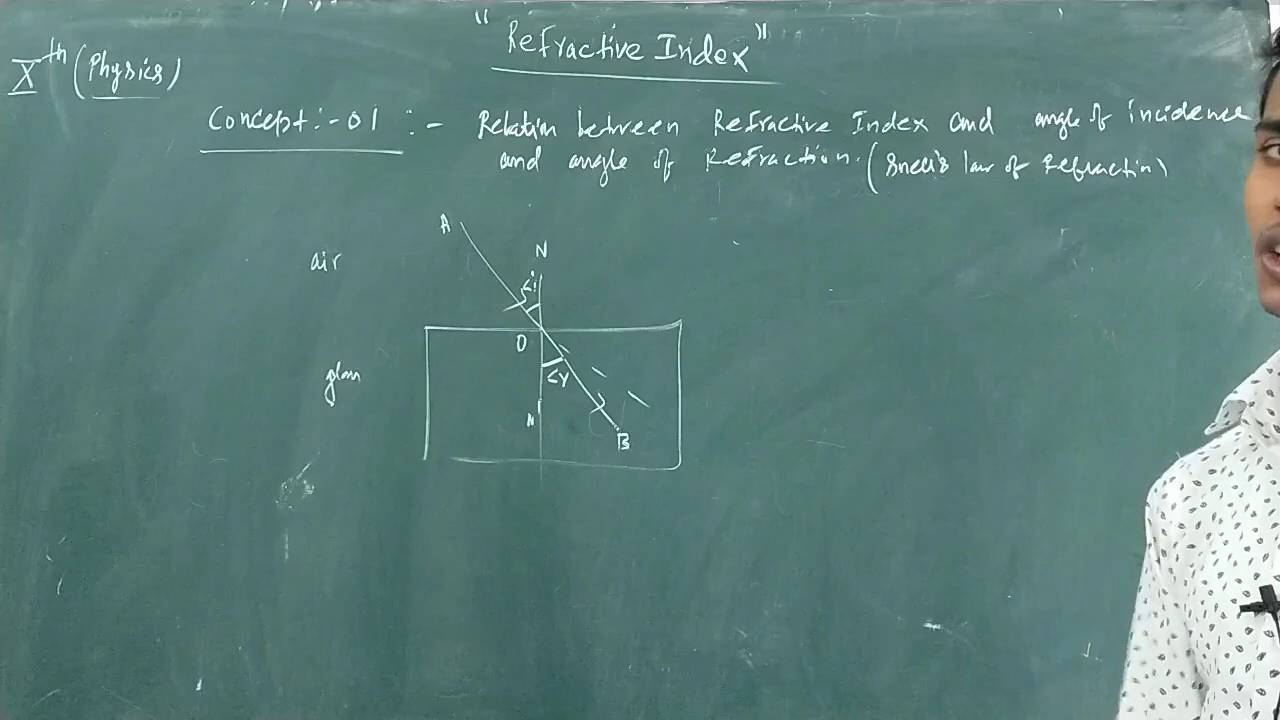 "Refractive Index"
Xth (Physics)
Concept:-01 :- Relation between Refractive Index and angle of incidence
and angle of Refraction. (Snell's law of Refraction)
A
N
air
∠i
O
glass
∠r
N
B